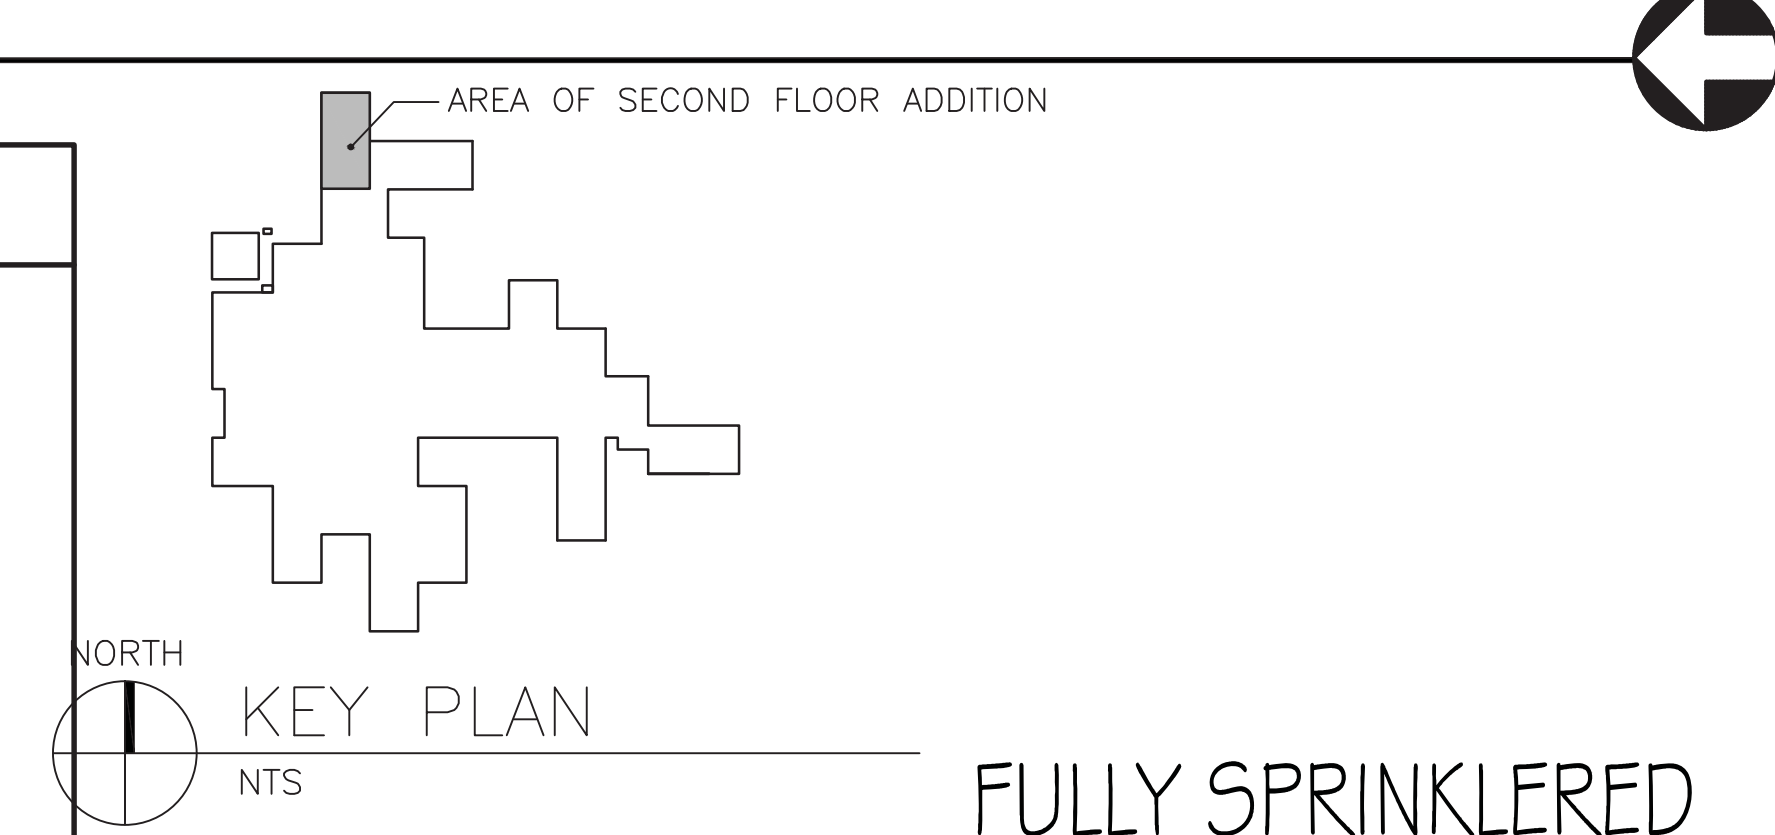 AREA OF SECOND FLOOR ADDITION
NORTH
KEY PLAN
NTS
FULLY SPRINKLERED